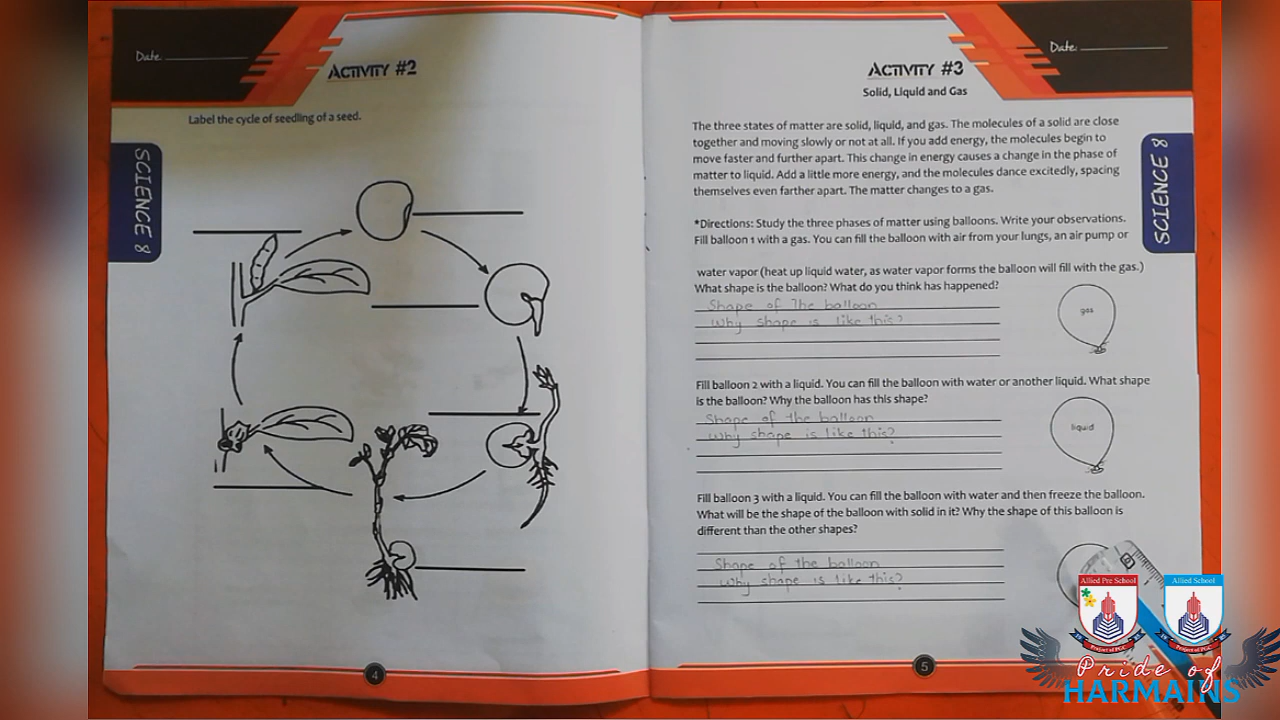 Date
ACTIVITY #2
Label the cycle of seedling of a seed.
SCIENCE 8
4
Date
ACTIVITY #3
Solid, Liquid and Gas
The three states of matter are solid, liquid, and gas. The molecules of a solid are close
together and moving slowly or not at all. If you add energy, the molecules begin to
move faster and further apart. This change in energy causes a change in the phase of
matter to liquid. Add a little more energy, and the molecules dance excitedly, spacing
themselves even farther apart. The matter changes to a gas.
SCIENCE 8
*Directions: Study the three phases of matter using balloons. Write your observations.
Fill balloon 1 with a gas. You can fill the balloon with air from your lungs, an air pump or
water vapor (heat up liquid water, as water vapor forms the balloon will fill with the gas.)
What shape is the balloon? What do you think has happened?
Shape of The balloon
Why shape is like this?
gas
Fill balloon 2 with a liquid. You can fill the balloon with water or another liquid. What shape
is the balloon? Why the balloon has this shape?
Shape of the balloon
Why shape is like this?
liquid
Fill balloon 3 with a liquid. You can fill the balloon with water and then freeze the balloon.
What will be the shape of the balloon with solid in it? Why the shape of this balloon is
different than the other shapes?
Shape of the balloon
Why shape is like this?
5
Allied Pre School
Project of PGC
Allied School
Project of PGC
Pride of
HARMAINS